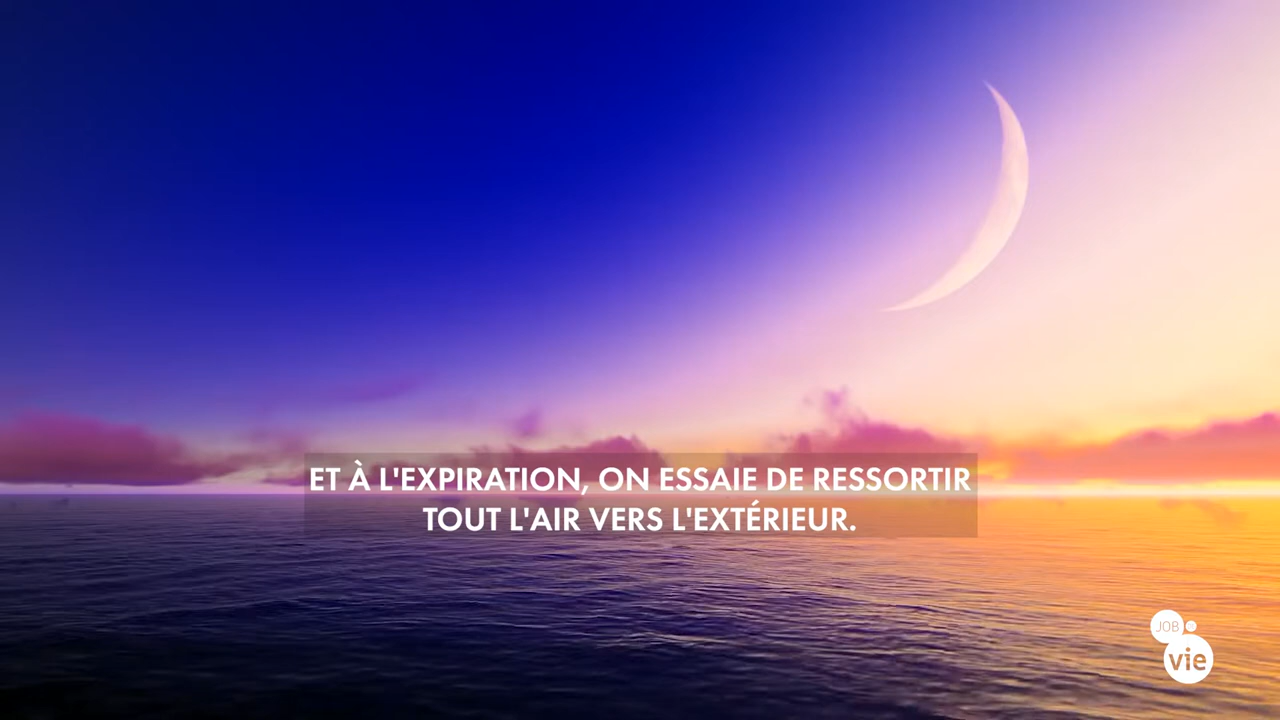 ET À L'EXPIRATION, ON ESSAIE DE RESSORTIR
TOUT L'AIR VERS L'EXTÉRIEUR.
JOB
vie